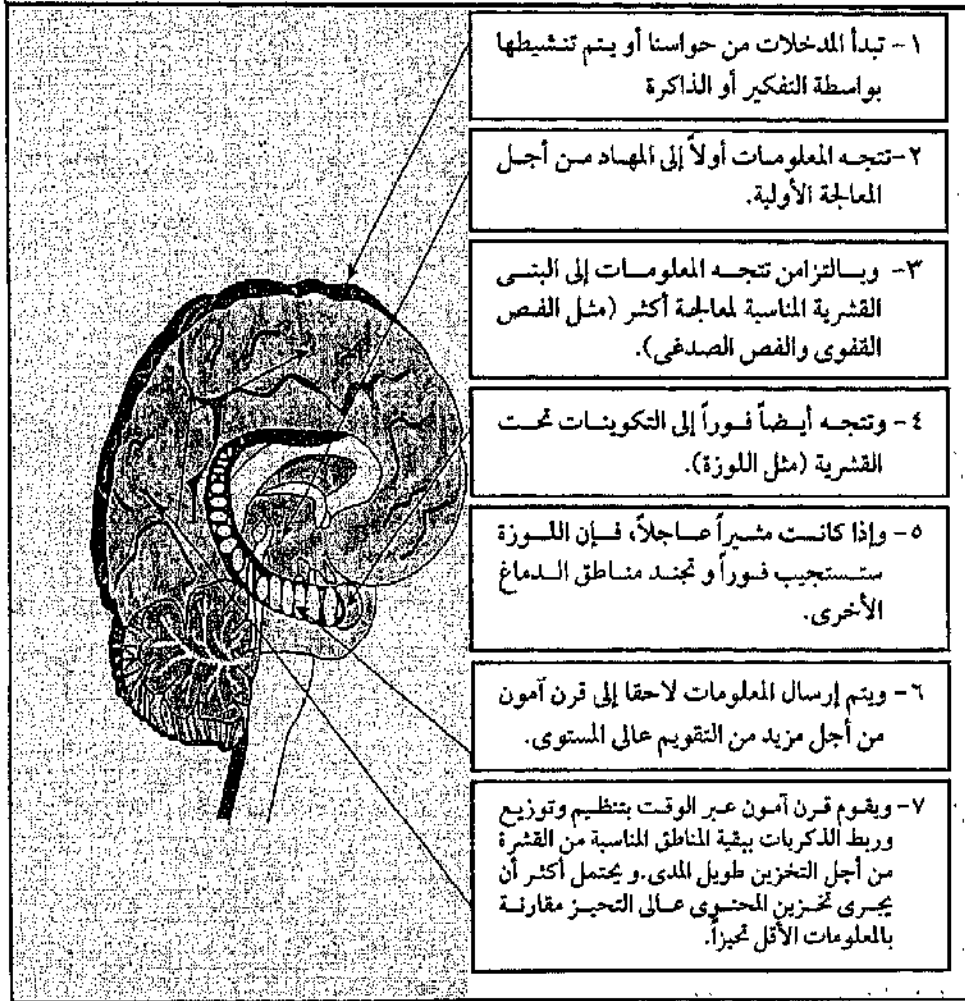 ١- تبدأ المدخلات من حواسنا أو يتم تنشيطها
بواسطة التفكير أو الذاكرة
٢- تتجه المعلومات أولاً إلى المهاد من أجل
المعالجة الأولية.
٣- وبالتزامن تتجه المعلومات إلى البنى
القشرية المناسبة لمعالجة أكثر (مثل الفص
القفوى والفص الصدغى).
٤- وتتجه أيضاً فوراً إلى التكوينات تحت
القشرية (مثل اللوزة).
٥- وإذا كانت مثيراً عاجلاً، فإن اللوزة
ستستجيب فوراً و تجند مناطق الدماغ
الأخرى.
٦- ويتم إرسال المعلومات لاحقا إلى قرن آمون
من أجل مزيد من التقويم عالى المستوى.
٧- ويقوم قرن آمون عبر الوقت بتنظيم وتوزيع
وربط الذكريات ببقية المناطق المناسبة من القشرة
من أجل التخزين طويل المدى. و يحتمل أكثر أن
يجرى تخزين المحتوى عالى التحيز مقارنة
بالمعلومات الأقل تحيزاً.